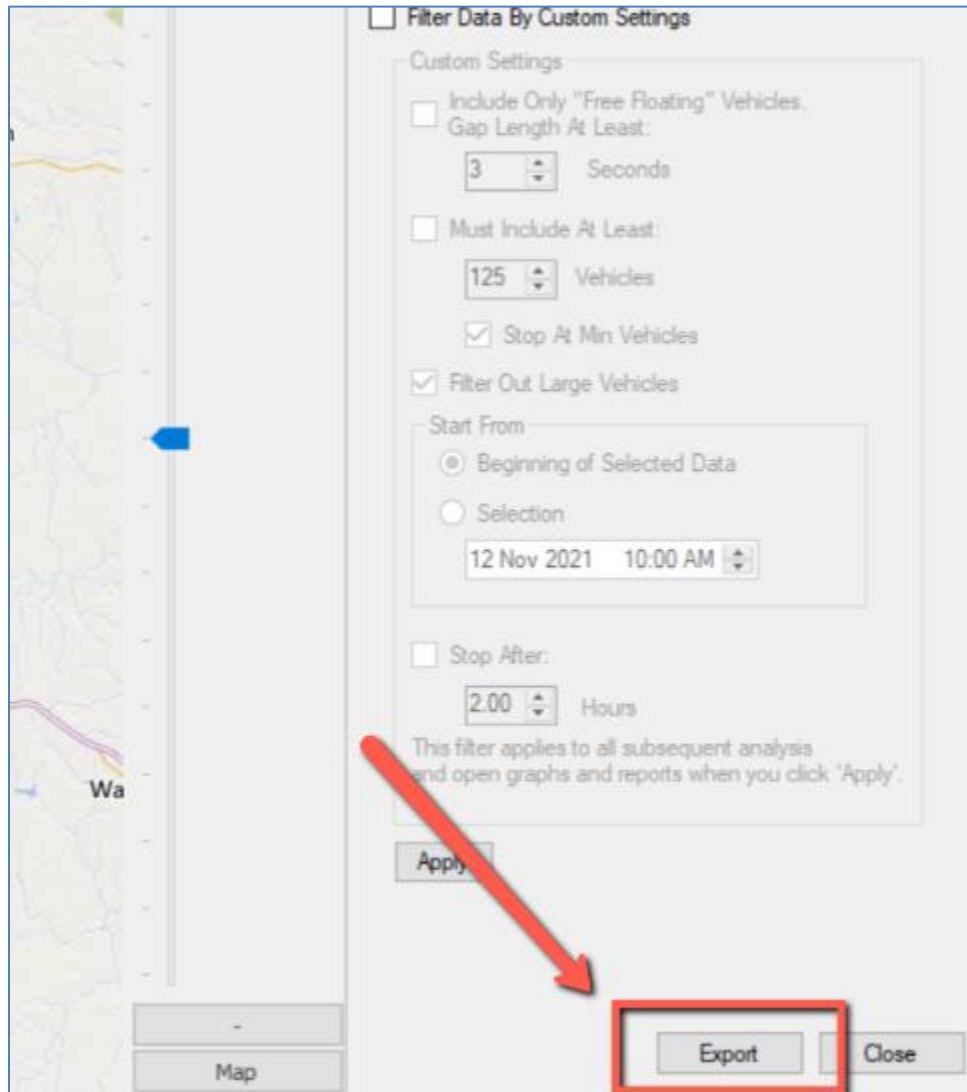 Filter Data By Custom Settings
Custom Settings
Include Only "Free Floating" Vehicles.
Gap Length At Least:
3 Seconds
Must Include At Least:
125 Vehicles
Stop At Min Vehicles
Filter Out Large Vehicles
Start From
Beginning of Selected Data
Selection
12 Nov 2021 10:00 AM
Stop After:
2.00 Hours
This filter applies to all subsequent analysis
and open graphs and reports when you click 'Apply'.
Wa
Apply
-
Map
Export Close